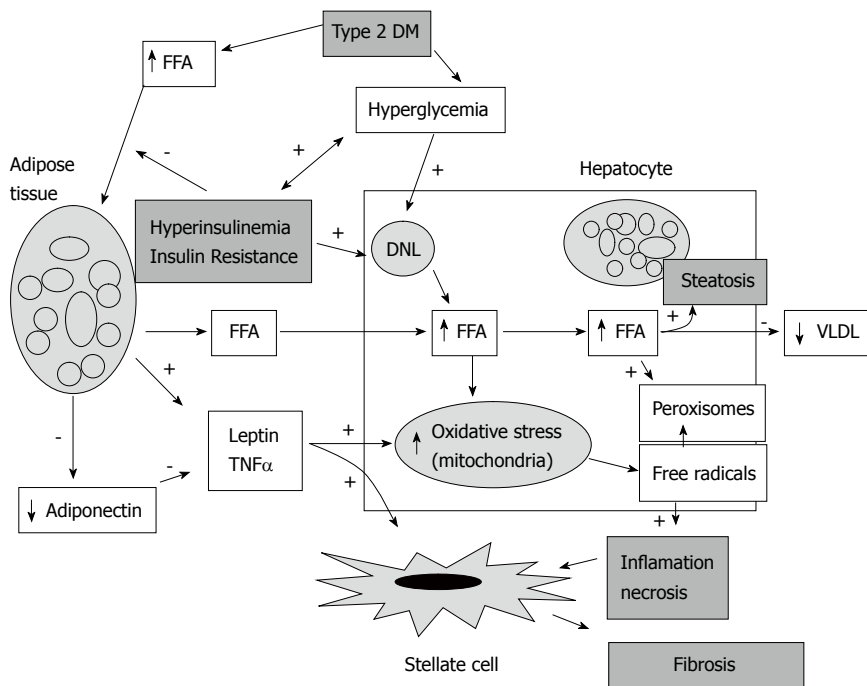 Type 2 DM
↑ FFA
Hyperglycemia
-
+
+
Adipose
tissue
Hepatocyte
Hyperinsulinemia
Insulin Resistance
+
DNL
Steatosis
FFA
↑ FFA
↑ FFA
+
-
↓ VLDL
+
+
Peroxisomes
Leptin
TNFα
+
↑ Oxidative stress
(mitochondria)
Free radicals
-
-
↓ Adiponectin
+
+
Inflamation
necrosis
Stellate cell
Fibrosis